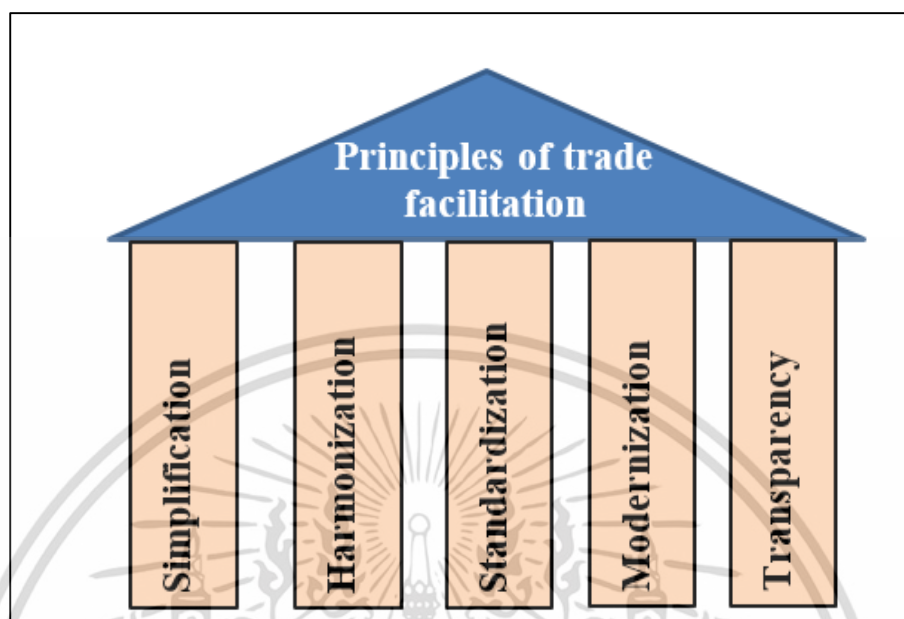 Principles of trade
facilitation
Simplification
Harmonization
Standardization
Modernization
Transparency